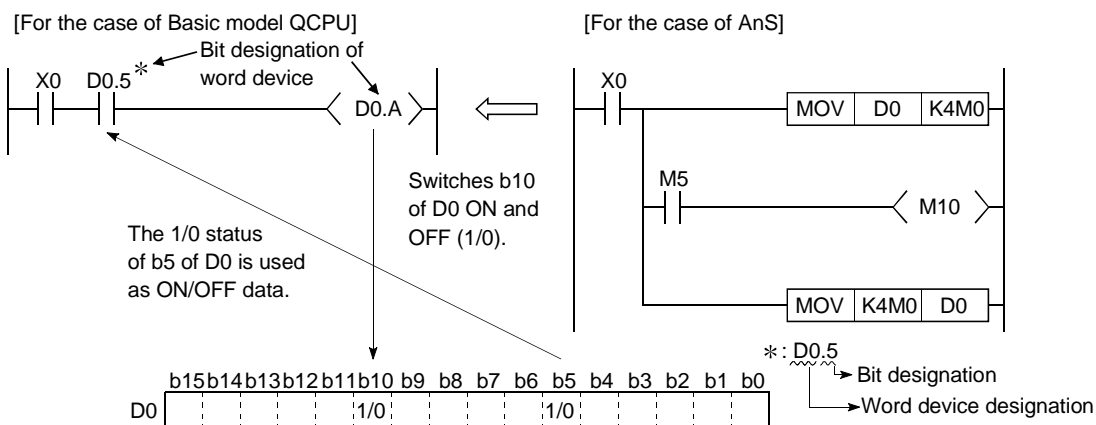 [For the case of Basic model QCPU]
Bit designation of
word device
X0 D0.5 *
D0.A
Switches b10
of D0 ON and
OFF (1/0).
The 1/0 status
of b5 of D0 is used
as ON/OFF data.
[For the case of AnS]
X0
MOV D0 K4M0
M5
M10
MOV K4M0 D0
*: D0.5
Bit designation
Word device designation
b15 b14 b13 b12 b11 b10 b9 b8 b7 b6 b5 b4 b3 b2 b1 b0
D0 1/0 1/0